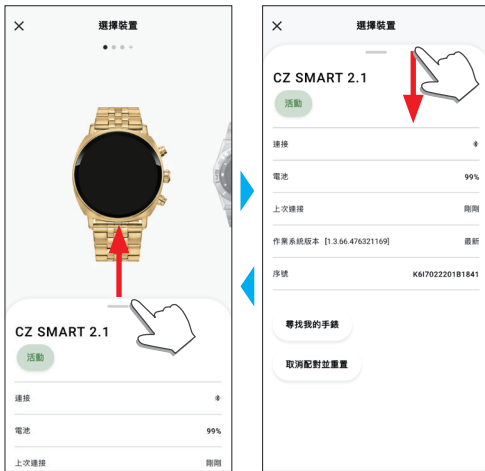 選擇裝置
CZ SMART 2.1
活動
連接
電池 99%
上次連接 剛剛
選擇裝置
CZ SMART 2.1
活動
連接
電池 99%
上次連接 剛剛
作業系統版本 [1.3.66.476321169] 最新
序號 K6I7022201B1841
尋找我的手錶
取消配對並重置